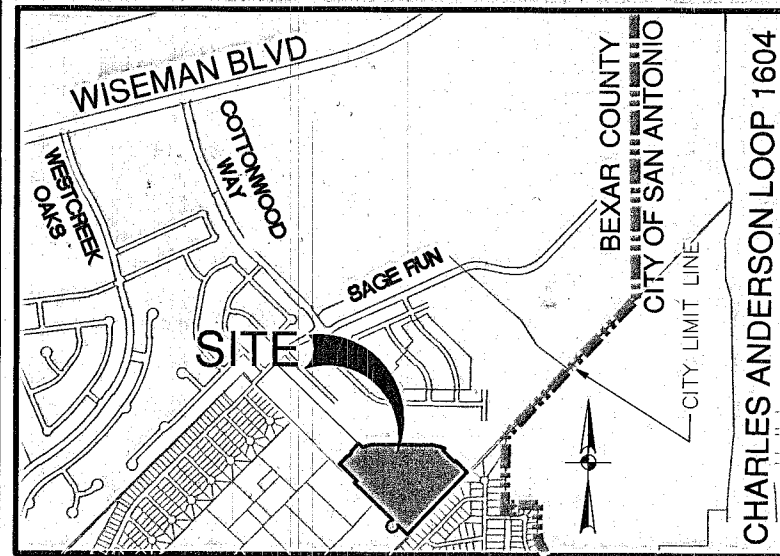 WISEMAN BLVD
WESTCREEK
OAKS
COTTONWOOD
WAY
SAGE RUN
SITE
BEXAR COUNTY
CITY OF SAN ANTONIO
CITY LIMIT LINE
CHARLES ANDERSON LOOP 1604